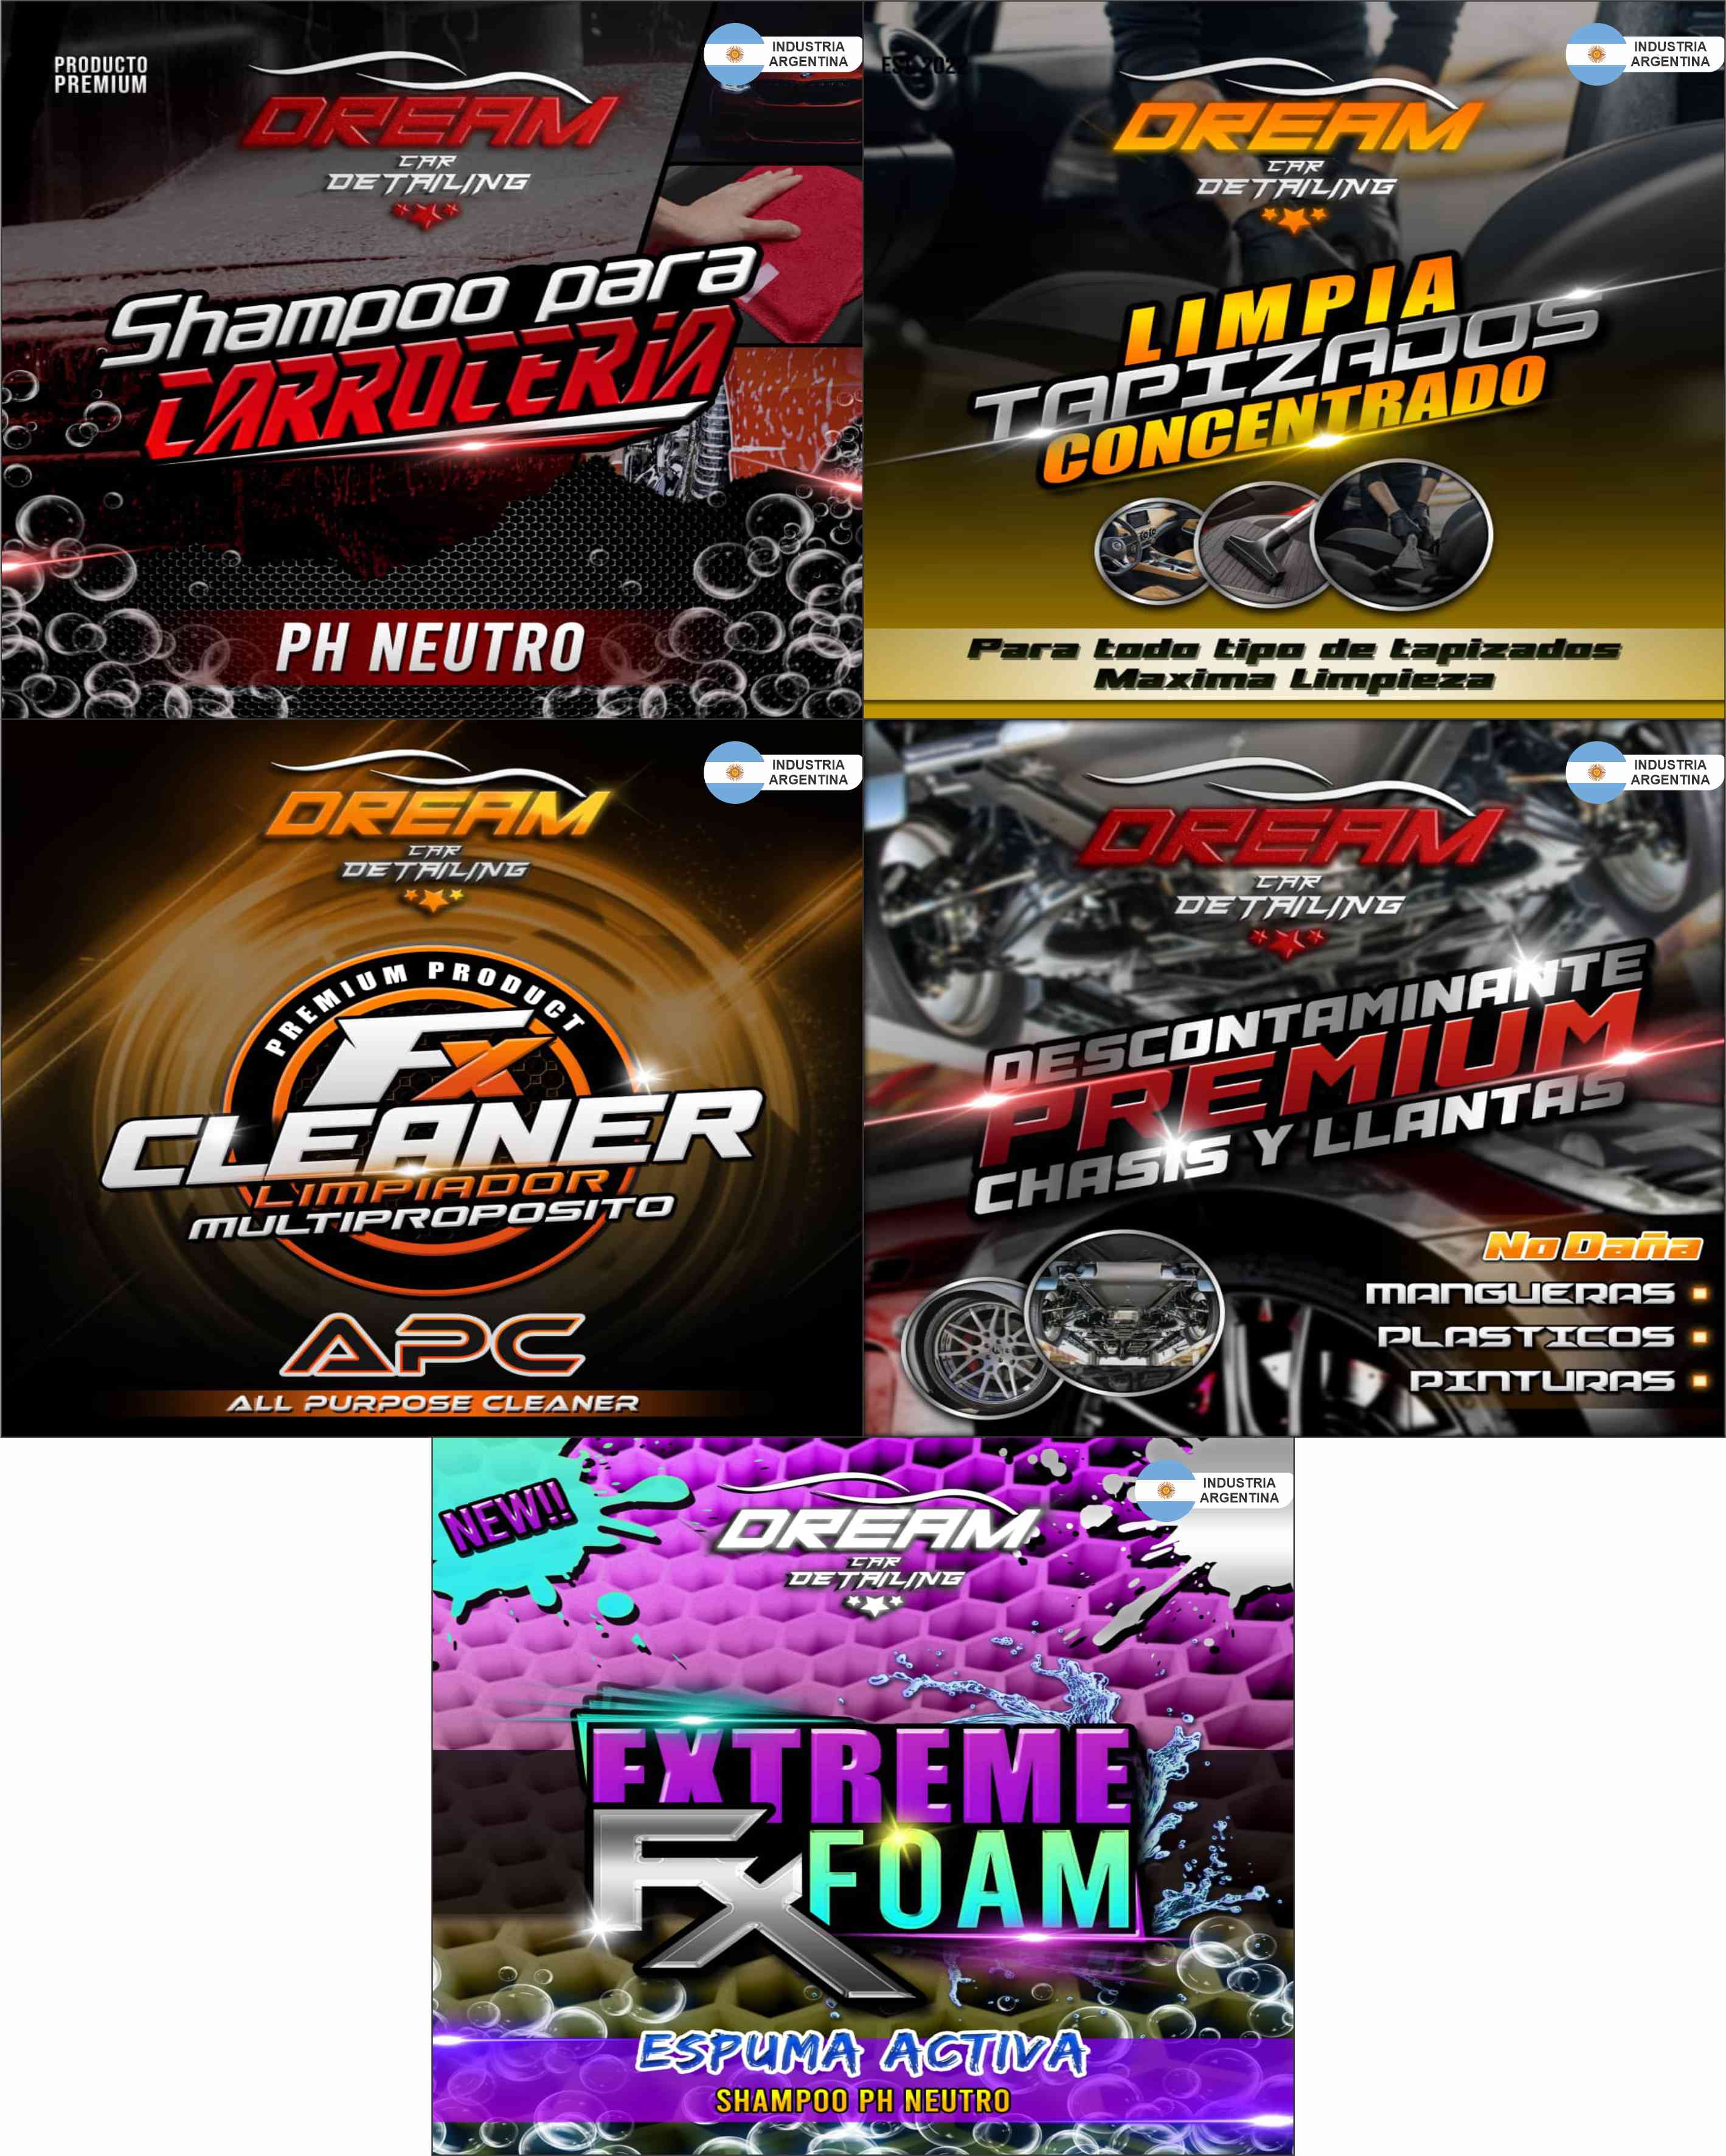 PRODUCTO
PREMIUM
DREAM
CAR
DETAILING
INDUSTRIA
ARGENTINA
Shampoo para
CARROCERIA
PH NEUTRO
DREAM
CAR
DETAILING
INDUSTRIA
ARGENTINA
LIMPIA
TAPIZADOS
CONCENTRADO
Para todo tipo de tapizados
Maxima Limpieza
DREAM
CAR
DETAILING
INDUSTRIA
ARGENTINA
PREMIUM PRODUCT
Fx
CLEANER
LIMPIADOR
MULTIPROPOSITO
APC
ALL PURPOSE CLEANER
DREAM
CAR
DETAILING
INDUSTRIA
ARGENTINA
DESCONTAMINANTE
PREMIUM
CHASIS Y LLANTAS
No Daña
MANGUERAS
PLASTICOS
PINTURAS
NEW!!
DREAM
CAR
DETAILING
INDUSTRIA
ARGENTINA
FXTREME
FX FOAM
ESPUMA ACTIVA
SHAMPOO PH NEUTRO